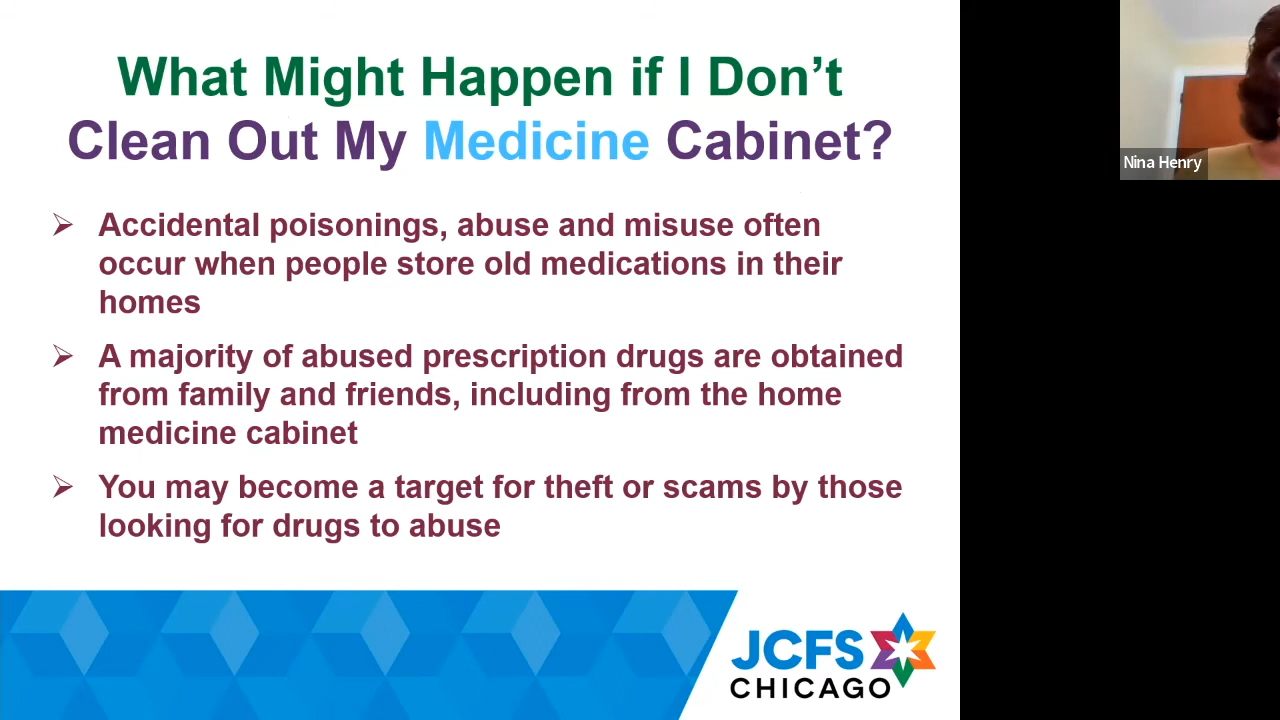 What Might Happen if I Don’t
Clean Out My Medicine Cabinet?
Nina Henry
➢ Accidental poisonings, abuse and misuse often
occur when people store old medications in their
homes
➢ A majority of abused prescription drugs are obtained
from family and friends, including from the home
medicine cabinet
➢ You may become a target for theft or scams by those
looking for drugs to abuse
JCFS
CHICAGO